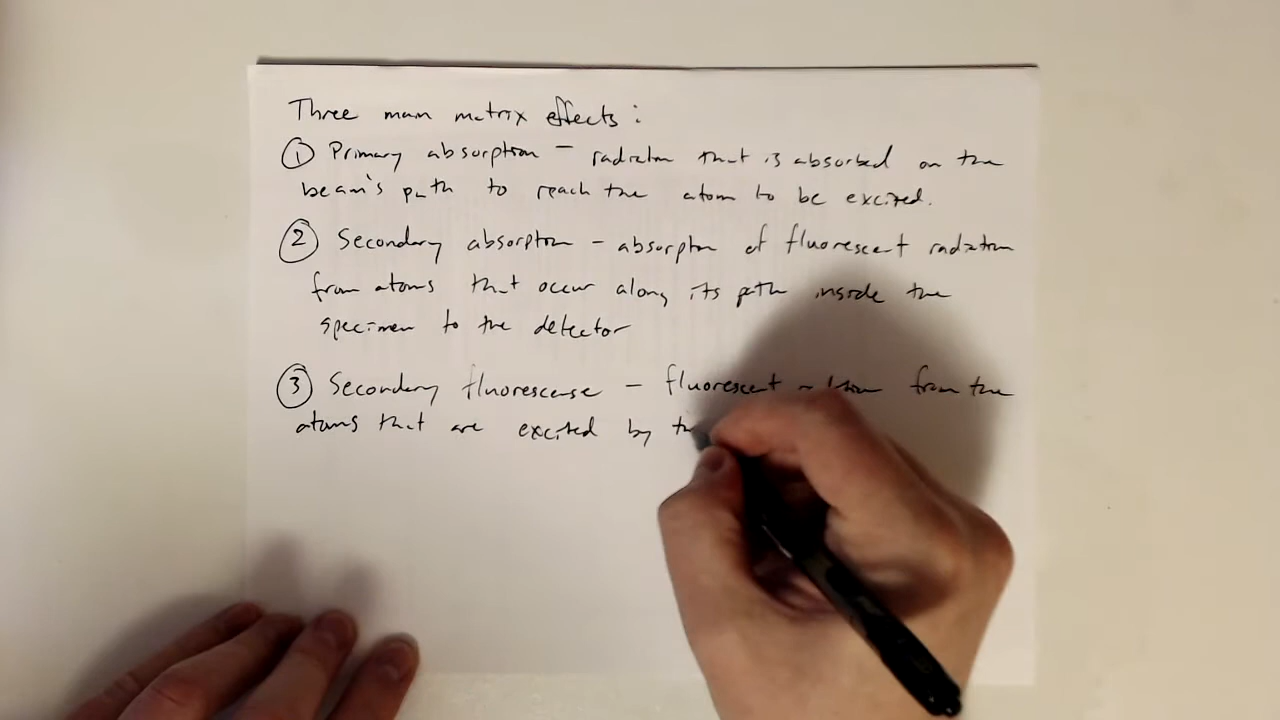 Three main matrix effects:
① Primary absorption - radiation that is absorbed on the
beam's path to reach the atom to be excited.
② Secondary absorption - absorption of fluorescent radiation
from atoms that occur along its path inside the
specimen to the detector
③ Secondary fluorescense - fluorescent from the
atoms that are excited by